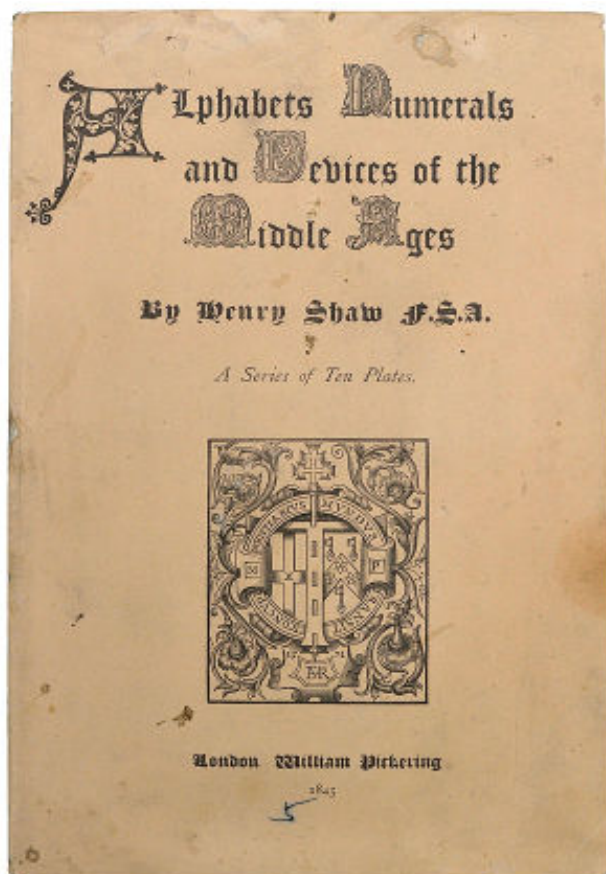 Alphabets Numerals
and Devices of the
Middle Ages
By Henry Shaw F.S.A.
A Series of Ten Plates.
London William Pickering
1845
5